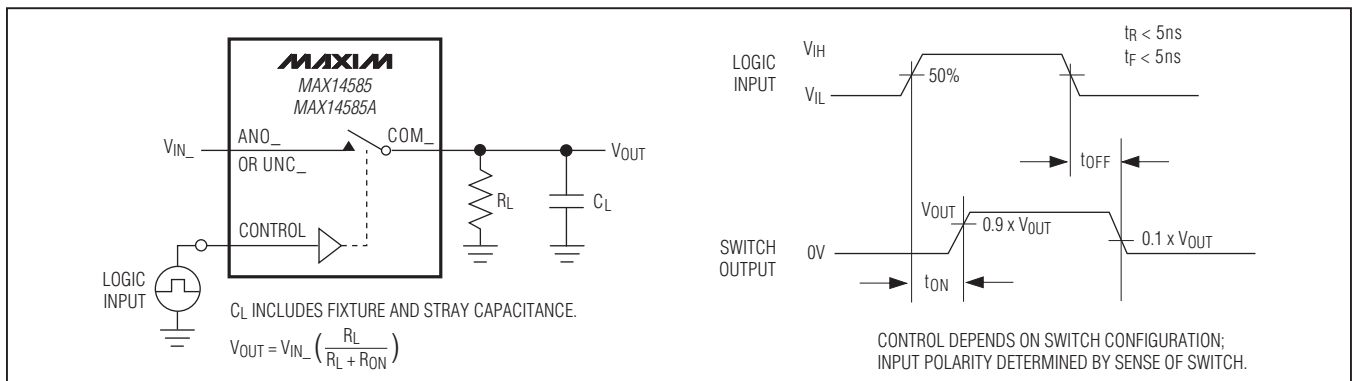 MAXIM
MAX14585
MAX14585A
VIN_
ANO_
OR UNC_
COM_
VOUT
RL
CL
CONTROL
LOGIC
INPUT
CL INCLUDES FIXTURE AND STRAY CAPACITANCE.
VOUT = VIN_ ( RL / RL + RON )
LOGIC
INPUT
VIH
VIL
50%
tR < 5ns
tF < 5ns
tOFF
SWITCH
OUTPUT
VOUT
0V
0.9 x VOUT
0.1 x VOUT
tON
CONTROL DEPENDS ON SWITCH CONFIGURATION;
INPUT POLARITY DETERMINED BY SENSE OF SWITCH.